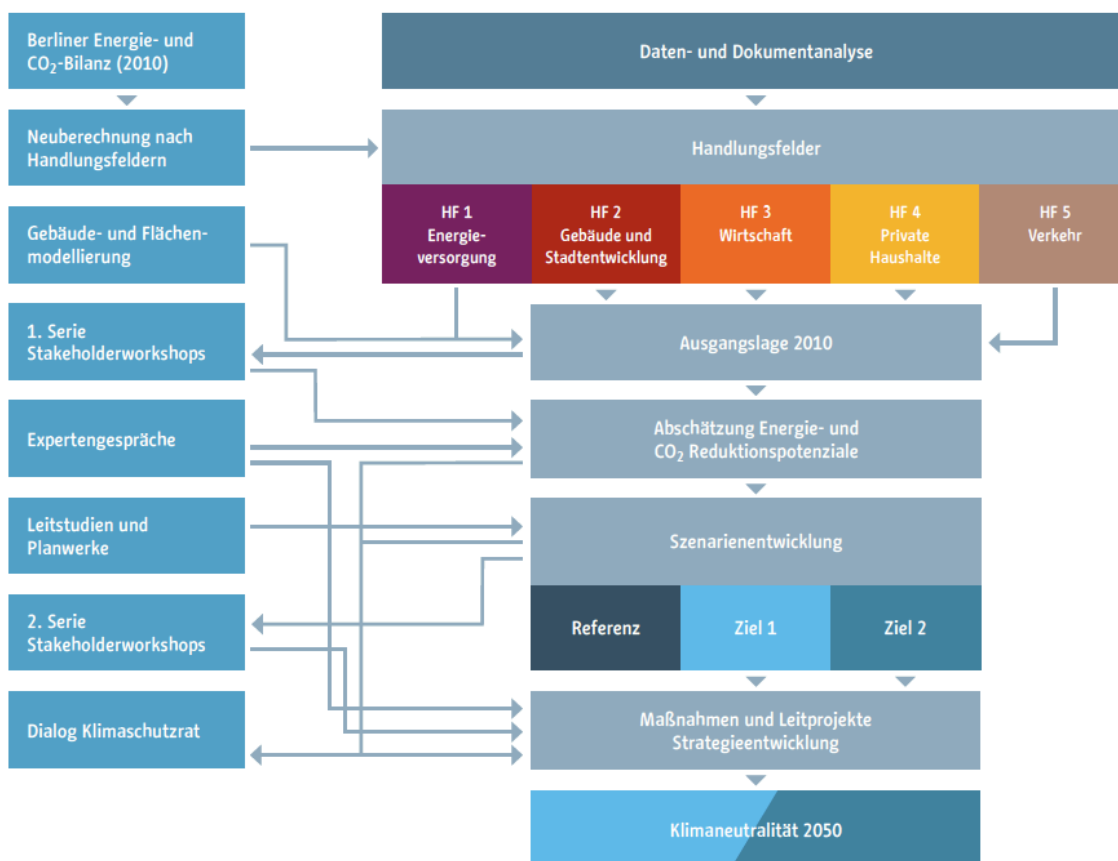 Berliner Energie- und
CO₂-Bilanz (2010)
Daten- und Dokumentanalyse
Neuberechnung nach
Handlungsfeldern
Handlungsfelder
HF 1
Energie-
versorgung
HF 2
Gebäude und
Stadtentwicklung
HF 3
Wirtschaft
HF 4
Private
Haushalte
HF 5
Verkehr
Gebäude- und Flächen-
modellierung
1. Serie
Stakeholderworkshops
Ausgangslage 2010
Expertengespräche
Abschätzung Energie- und
CO₂ Reduktionspotenziale
Leitstudien und
Planwerke
Szenarienentwicklung
2. Serie
Stakeholderworkshops
Referenz
Ziel 1
Ziel 2
Dialog Klimaschutzrat
Maßnahmen und Leitprojekte
Strategieentwicklung
Klimaneutralität 2050